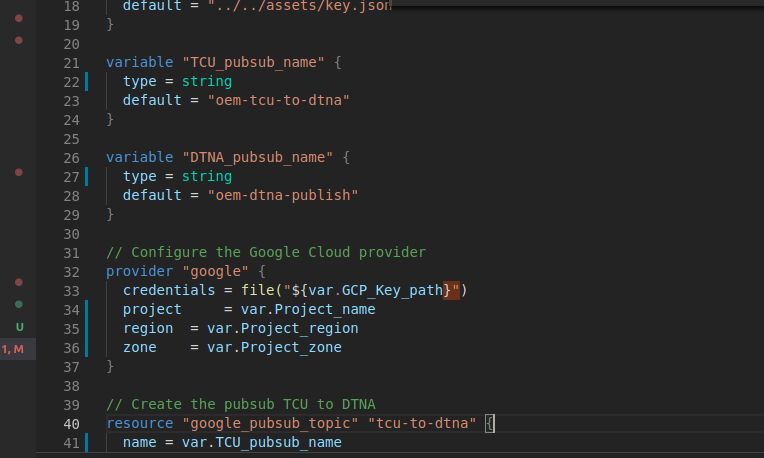 18 default = "../../assets/key.json
19 }
20
21 variable "TCU_pubsub_name" {
22 type = string
23 default = "oem-tcu-to-dtna"
24 }
25
26 variable "DTNA_pubsub_name" {
27 type = string
28 default = "oem-dtna-publish"
29 }
30
31 // Configure the Google Cloud provider
32 provider "google" {
33 credentials = file("${var.GCP_Key_path}")
34 project     = var.Project_name
U 35 region  = var.Project_region
1, M 36 zone    = var.Project_zone
37 }
38
39 // Create the pubsub TCU to DTNA
40 resource "google_pubsub_topic" "tcu-to-dtna" {
41 name = var.TCU_pubsub_name